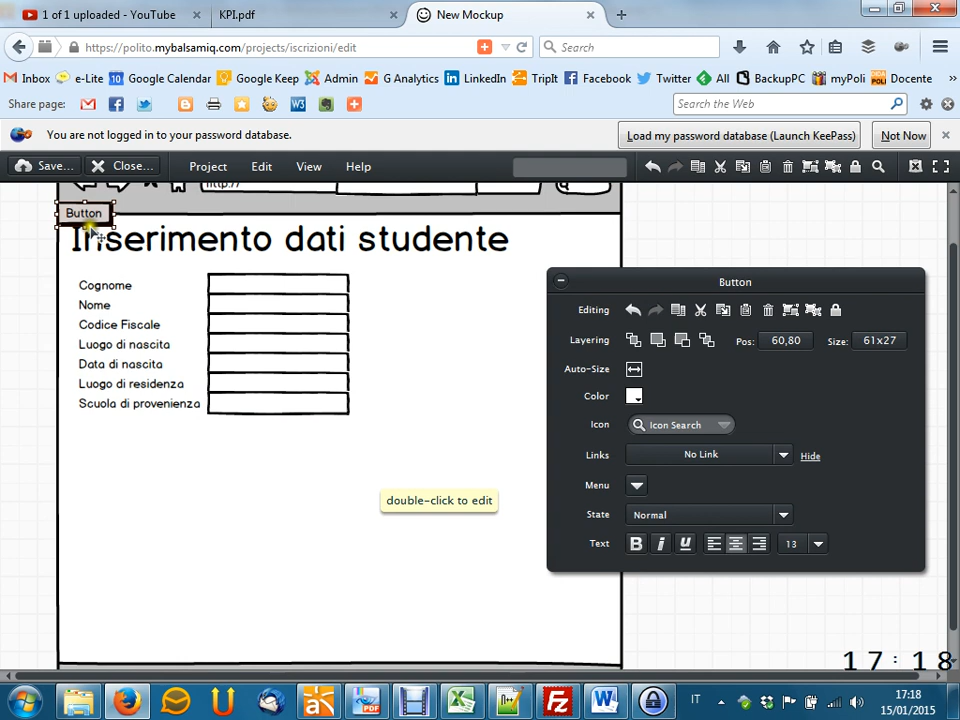 1 of 1 uploaded - YouTube
KPI.pdf
New Mockup
https://polito.mybalsamiq.com/projects/iscrizioni/edit
Search
Inbox
e-Lite
Google Calendar
Google Keep
Admin
G Analytics
LinkedIn
TripIt
Facebook
Twitter
All
BackupPC
myPoli
Docente
Share page:
Search the Web
You are not logged in to your password database.
Load my password database (Launch KeePass)
Not Now
Save...
Close...
Project
Edit
View
Help
http://
Button
Inserimento dati studente
Cognome
Nome
Codice Fiscale
Luogo di nascita
Data di nascita
Luogo di residenza
Scuola di provenienza
double-click to edit
Button
Editing
Layering
Pos: 60,80
Size: 61x27
Auto-Size
Color
Icon
Icon Search
Links
No Link
Hide
Menu
State
Normal
Text
B i U
13
17:18
IT
17:18
15/01/2015